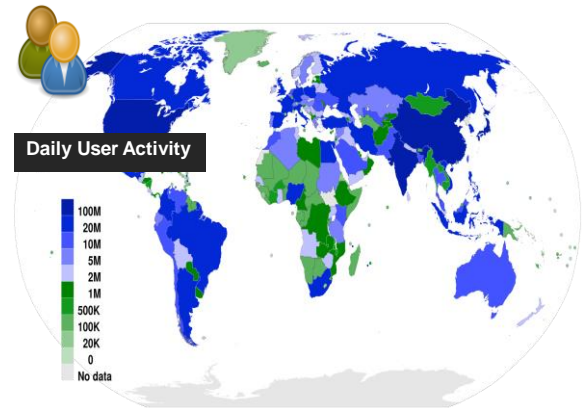 Daily User Activity
100M
20M
10M
5M
2M
1M
500K
100K
20K
0
No data